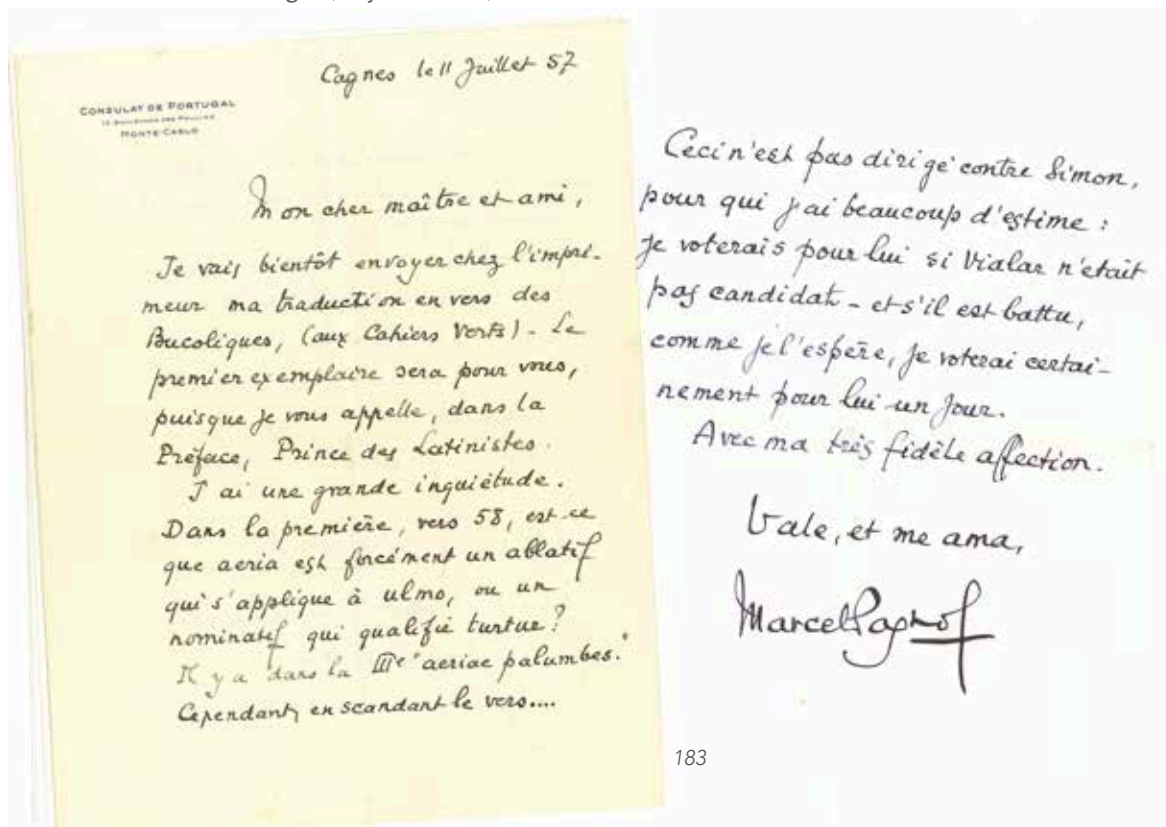 Cagnes le 11 Juillet 57
CONSULAT DE PORTUGAL
BOULEVARD DES MOULINS
MONTE-CARLO
Mon cher maître et ami,
Je vais bientôt envoyer chez l'impri-
meur ma traduction en vers des
Bucoliques, (aux Cahiers Verts) - Le
premier exemplaire sera pour vous,
puisque je vous appelle, dans la
Préface, Prince des Latinistes.
J'ai une grande inquiétude.
Dans la première, vers 58, est-ce
que aeria est forcément un ablatif
qui s'applique à ulmo, ou un
nominatif qui qualifie turtur?
Il y a dans la IIIe "aeriae palumbes."
Cependant, en scandant le vers....
Ceci n'est pas dirigé contre Simon,
pour qui j'ai beaucoup d'estime :
je voterais pour lui si Vialar n'était
pas candidat - et s'il est battu,
comme je l'espère, je voterai certai-
nement pour lui un jour.
Avec ma très fidèle affection.
Vale, et me ama,
Marcel Pagnol
183